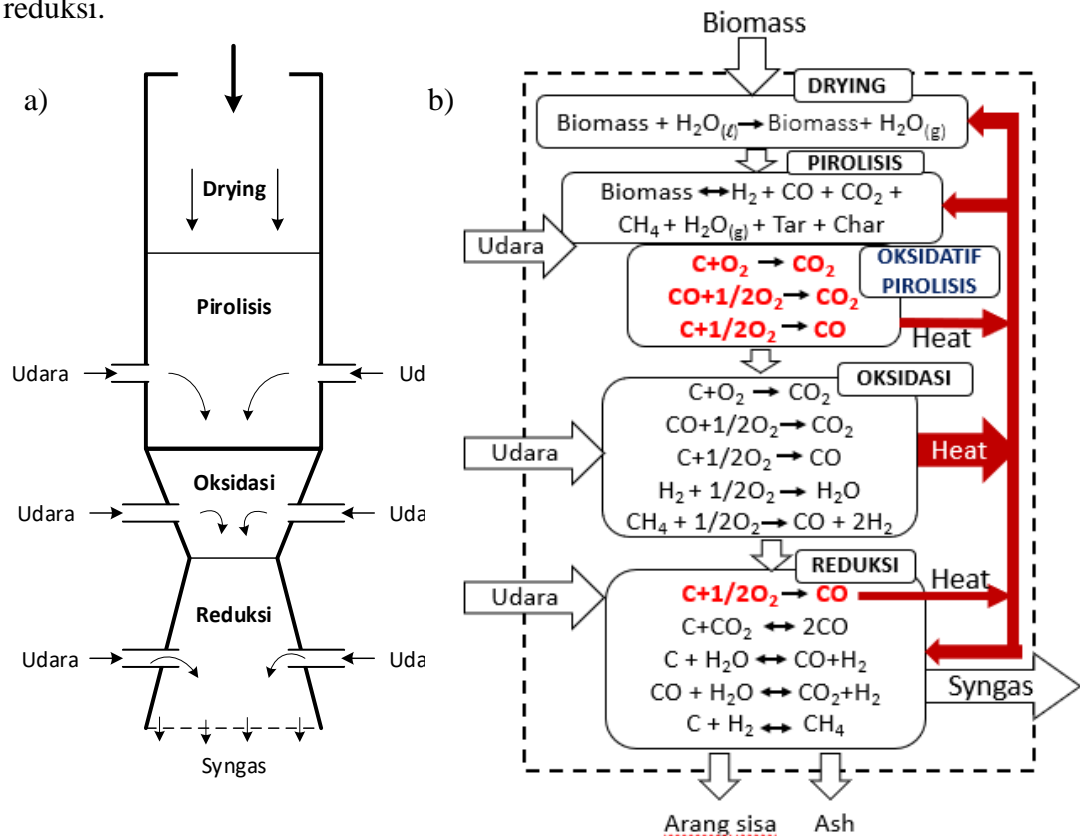 reduksi.
a)
Drying
Pirolisis
Udara
Ud
Oksidasi
Udara
Uda
Reduksi
Udara
Uda
Syngas
b)
Biomass
DRYING
Biomass + H₂O(ℓ) → Biomass+ H₂O(g)
PIROLISIS
Biomass ↔ H₂ + CO + CO₂ +
CH₄ + H₂O(g) + Tar + Char
Udara
C+O₂ → CO₂
CO+1/2O₂ → CO₂
C+1/2O₂ → CO
OKSIDATIF
PIROLISIS
Heat
OKSIDASI
C+O₂ → CO₂
CO+1/2O₂ → CO₂
C+1/2O₂ → CO
H₂ + 1/2O₂ → H₂O
CH₄ + 1/2O₂ → CO + 2H₂
Udara
Heat
REDUKSI
Udara
C+1/2O₂ → CO
Heat
C+CO₂ ↔ 2CO
C + H₂O ↔ CO+H₂
CO + H₂O ↔ CO₂+H₂
C + H₂ ↔ CH₄
Syngas
Arang sisa
Ash